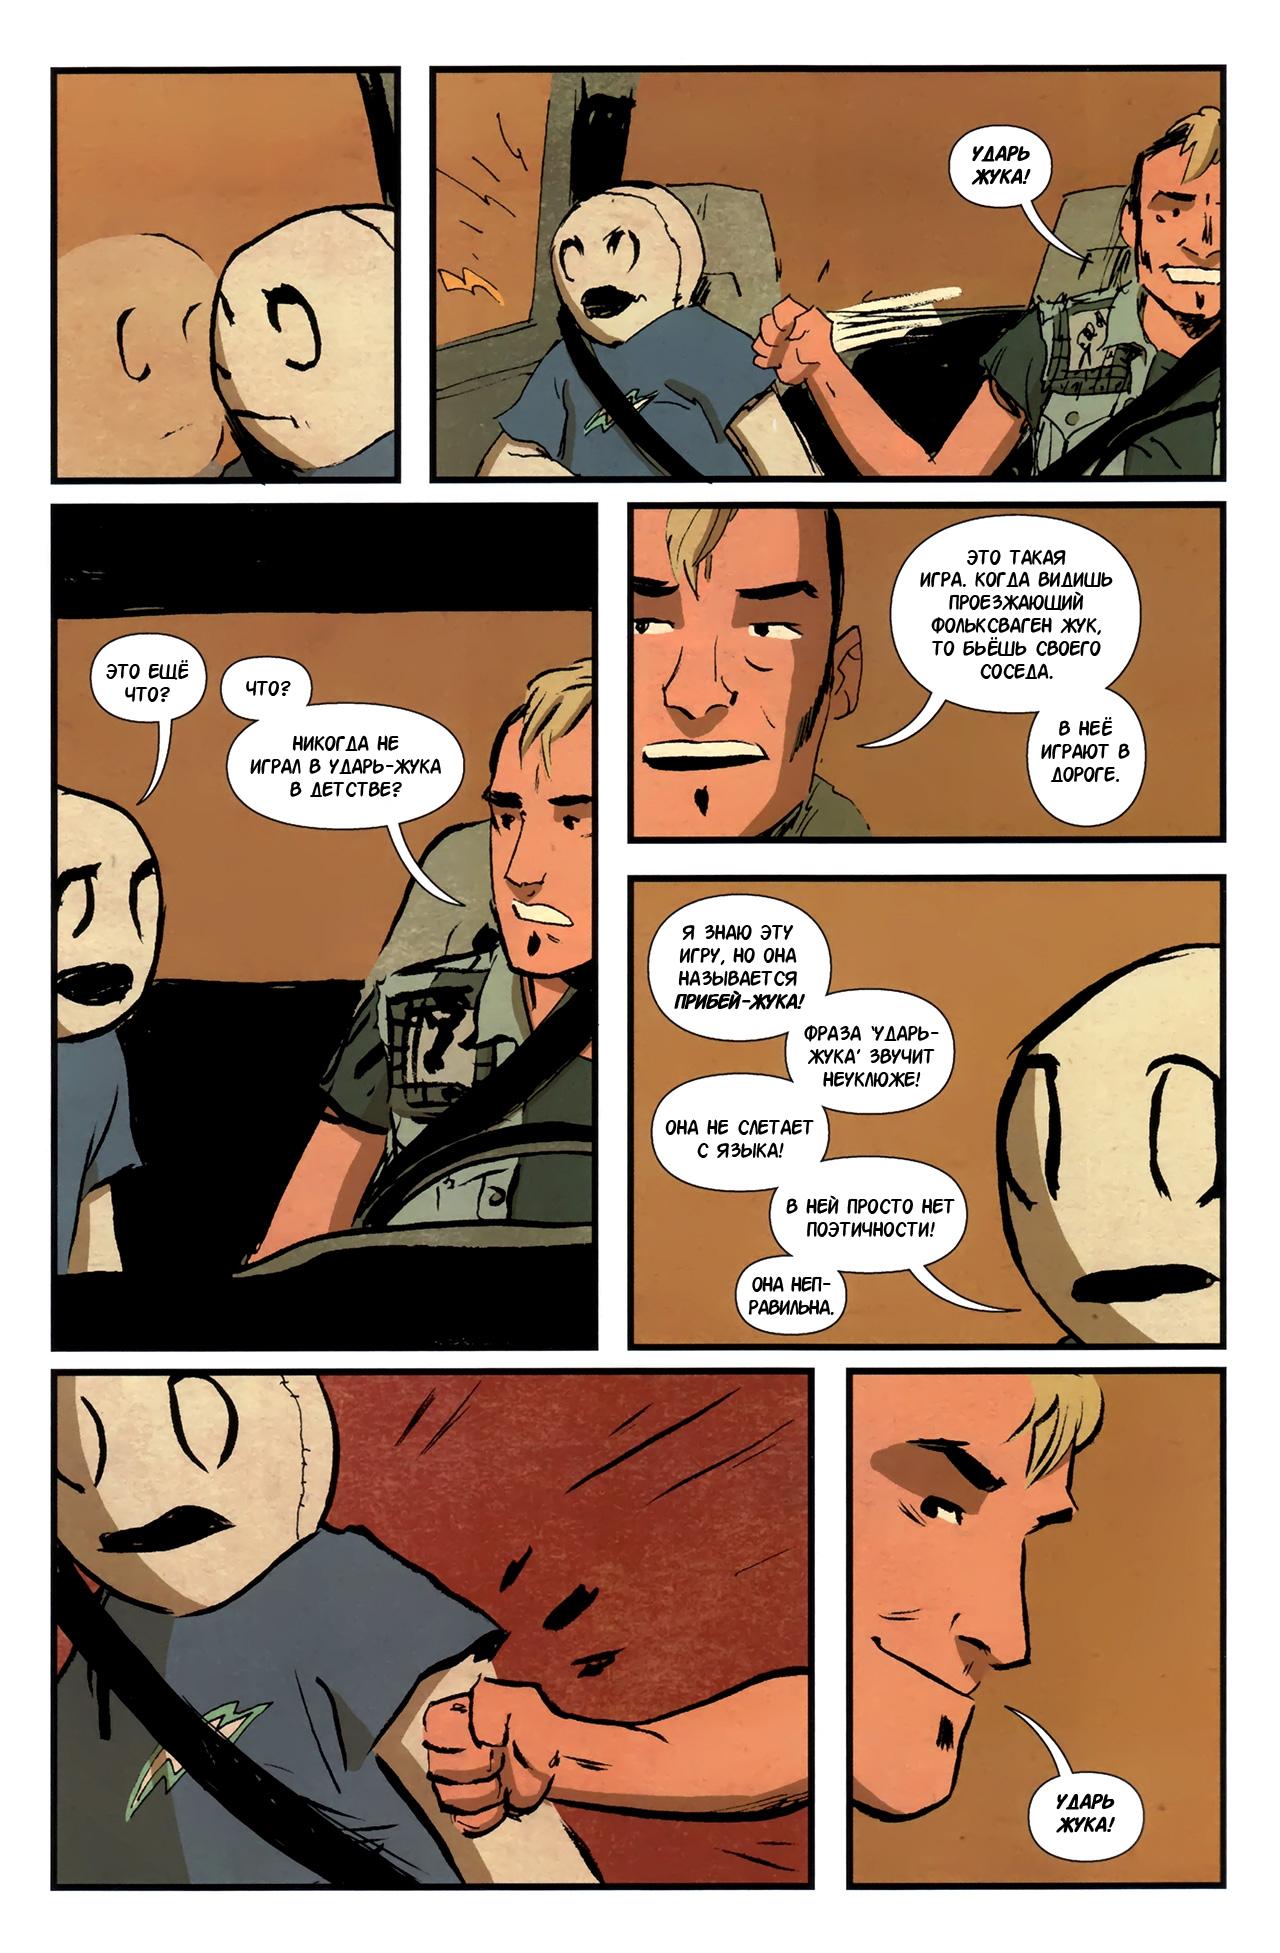 УДАРЬ
ЖУКА!
ЭТО ЕЩЁ
ЧТО?
ЧТО?
НИКОГДА НЕ
ИГРАЛ В УДАРЬ-ЖУКА
В ДЕТСТВЕ?
ЭТО ТАКАЯ
ИГРА. КОГДА ВИДИШЬ
ПРОЕЗЖАЮЩИЙ
ФОЛЬКСВАГЕН ЖУК,
ТО БЬЁШЬ СВОЕГО
СОСЕДА.
В НЕЁ
ИГРАЮТ В
ДОРОГЕ.
Я ЗНАЮ ЭТУ
ИГРУ, НО ОНА
НАЗЫВАЕТСЯ
ПРИБЕЙ-ЖУКА!
ФРАЗА 'УДАРЬ-
ЖУКА' ЗВУЧИТ
НЕУКЛЮЖЕ!
ОНА НЕ СЛЕТАЕТ
С ЯЗЫКА!
В НЕЙ ПРОСТО НЕТ
ПОЭТИЧНОСТИ!
ОНА НЕП-
РАВИЛЬНА.
УДАРЬ
ЖУКА!